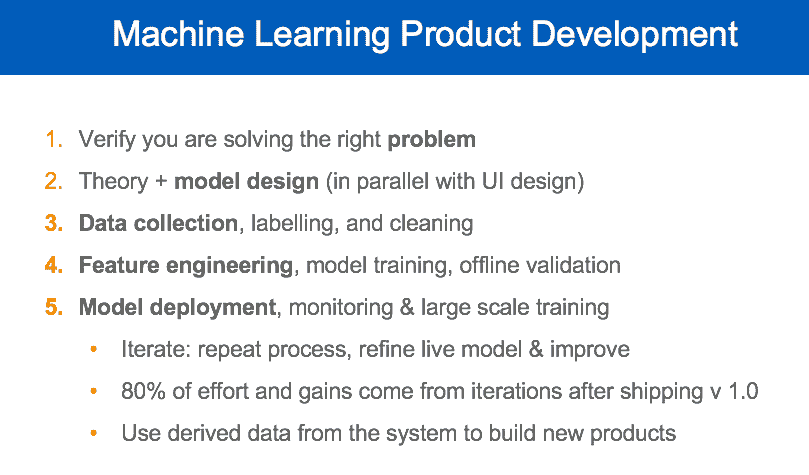 Machine Learning Product Development
1. Verify you are solving the right problem
2. Theory + model design (in parallel with UI design)
3. Data collection, labelling, and cleaning
4. Feature engineering, model training, offline validation
5. Model deployment, monitoring & large scale training
• Iterate: repeat process, refine live model & improve
• 80% of effort and gains come from iterations after shipping v 1.0
• Use derived data from the system to build new products